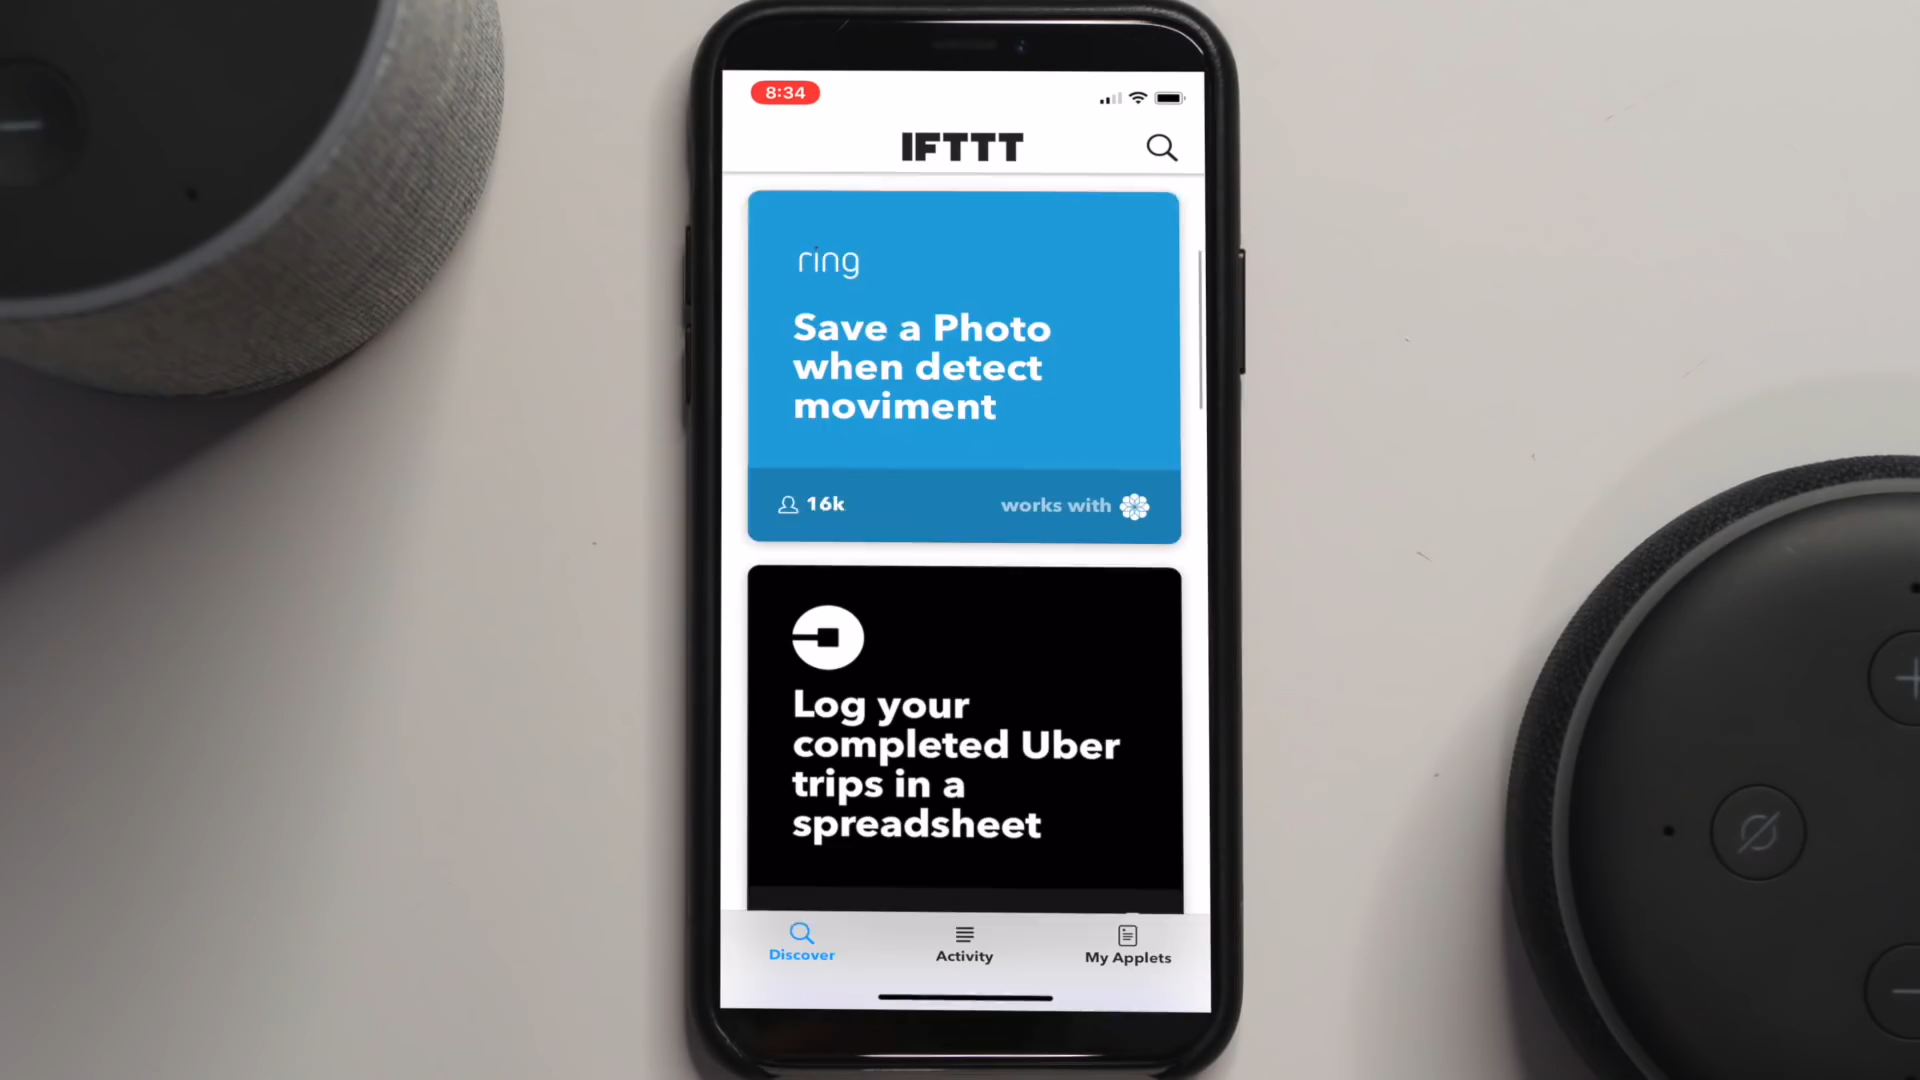 8:34
IFTTT
ring
Save a Photo
when detect
moviment
16k
works with
Log your
completed Uber
trips in a
spreadsheet
Discover
Activity
My Applets